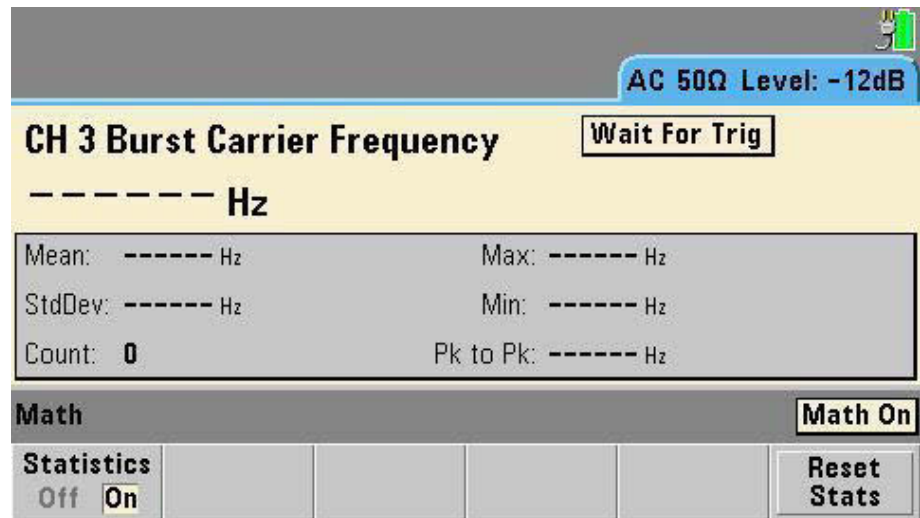 AC 50Ω Level: -12dB
CH 3 Burst Carrier Frequency
Wait For Trig
------ Hz
Mean: ------ Hz
Max: ------ Hz
StdDev: ------ Hz
Min: ------ Hz
Count: 0
Pk to Pk: ------ Hz
Math
Math On
Statistics
Off On
Reset
Stats